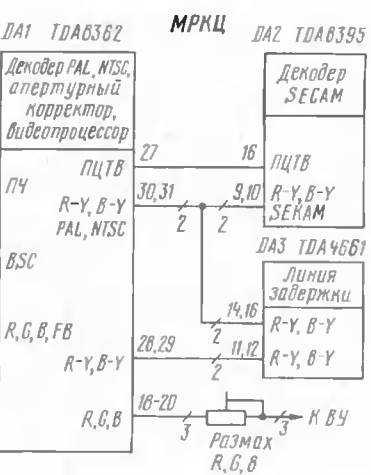 МРКЦ
DA1 TDA8362
DA2 TDA8395
Декодер PAL, NTSC,
апертурный
корректор,
видеопроцессор
Декодер
SECAM
27
16
ПЦТВ
ПЦТВ
ПЧ
30,31
9,10
R-Y, B-Y
PAL, NTSC
2
2
R-Y, B-Y
SEKAM
BSC
DA3 TDA4661
Линия
задержки
14,16
2
R-Y, B-Y
R,G,B,FB
28,29
11,12
R-Y, B-Y
2
R-Y, B-Y
R,G,B
18-20
3
3
К ВУ
Размах
R,G,B